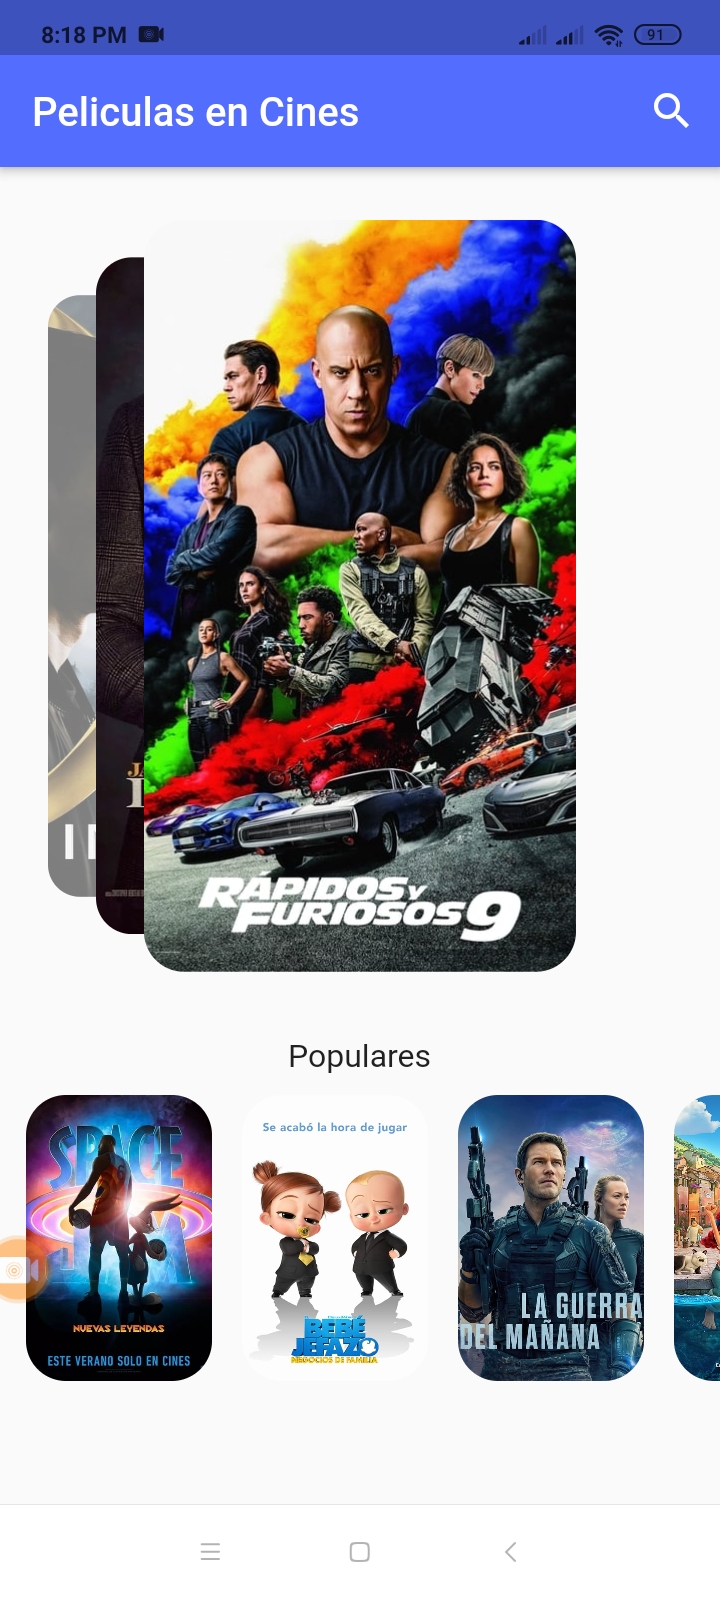 8:18 PM
91
Peliculas en Cines
RÁPIDOS Y
FURIOSOS 9
Populares
SPACE
JAM
NUEVAS LEYENDAS
ESTE VERANO SOLO EN CINES
Se acabó la hora de jugar
BEBÉ
JEFAZO
NEGOCIOS DE FAMILIA
LA GUERRA
DEL MAÑANA